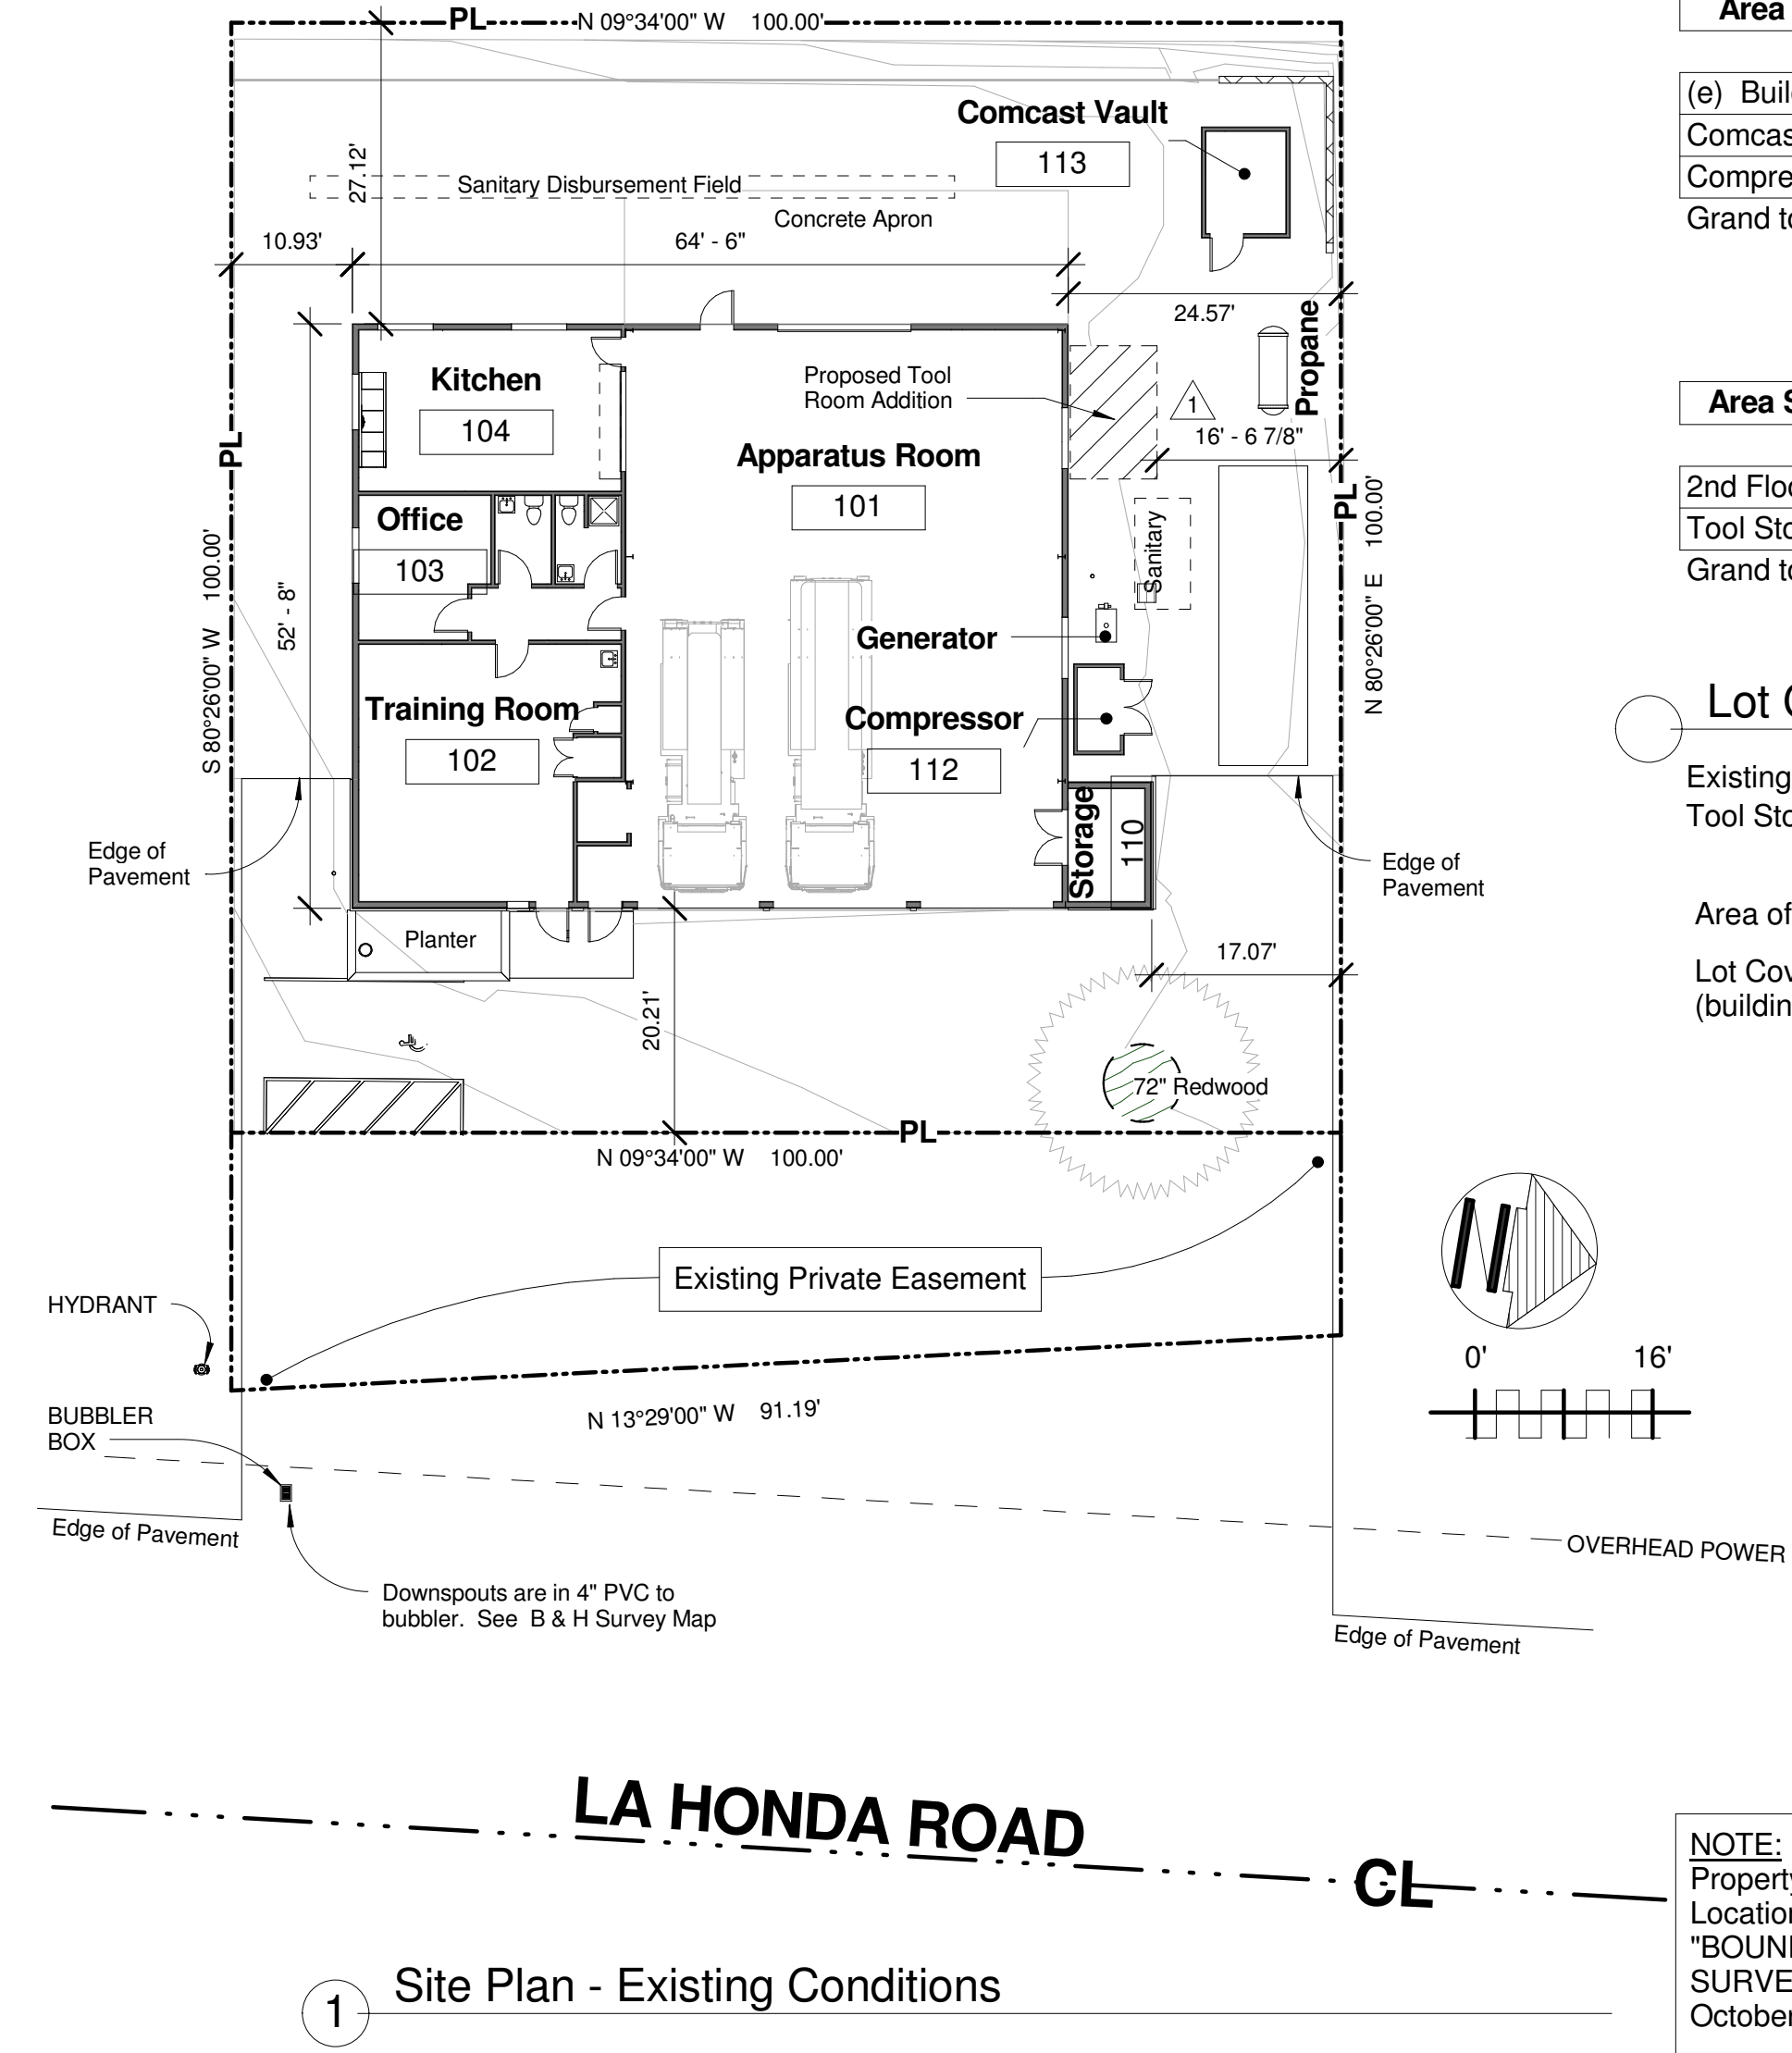 PL
N 09°34'00" W 100.00'
Comcast Vault
113
27.12'
Sanitary Disbursement Field
Concrete Apron
10.93'
64' - 6"
24.57'
Propane
Kitchen
104
Proposed Tool
Room Addition
1
16' - 6 7/8"
Apparatus Room
101
PL
PL
Office
103
Sanitary
S 80°26'00" W 100.00'
52' - 8"
N 80°26'00" E 100.00'
Generator
Training Room
102
Compressor
112
Storage
110
Edge of
Pavement
Edge of
Pavement
Planter
17.07'
20.21'
72" Redwood
PL
N 09°34'00" W 100.00'
Existing Private Easement
HYDRANT
N
0' 16'
N 13°29'00" W 91.19'
BUBBLER
BOX
Edge of Pavement
OVERHEAD POWER
Downspouts are in 4" PVC to
bubbler. See B & H Survey Map
Edge of Pavement
LA HONDA ROAD
CL
1
Site Plan - Existing Conditions
Area
(e) Buil
Comcas
Compre
Grand to
Area S
2nd Floo
Tool Sto
Grand to
Lot
Existing
Tool Sto
Area of
Lot Cov
(buildin
NOTE:
Property
Location
"BOUN
SURVE
October